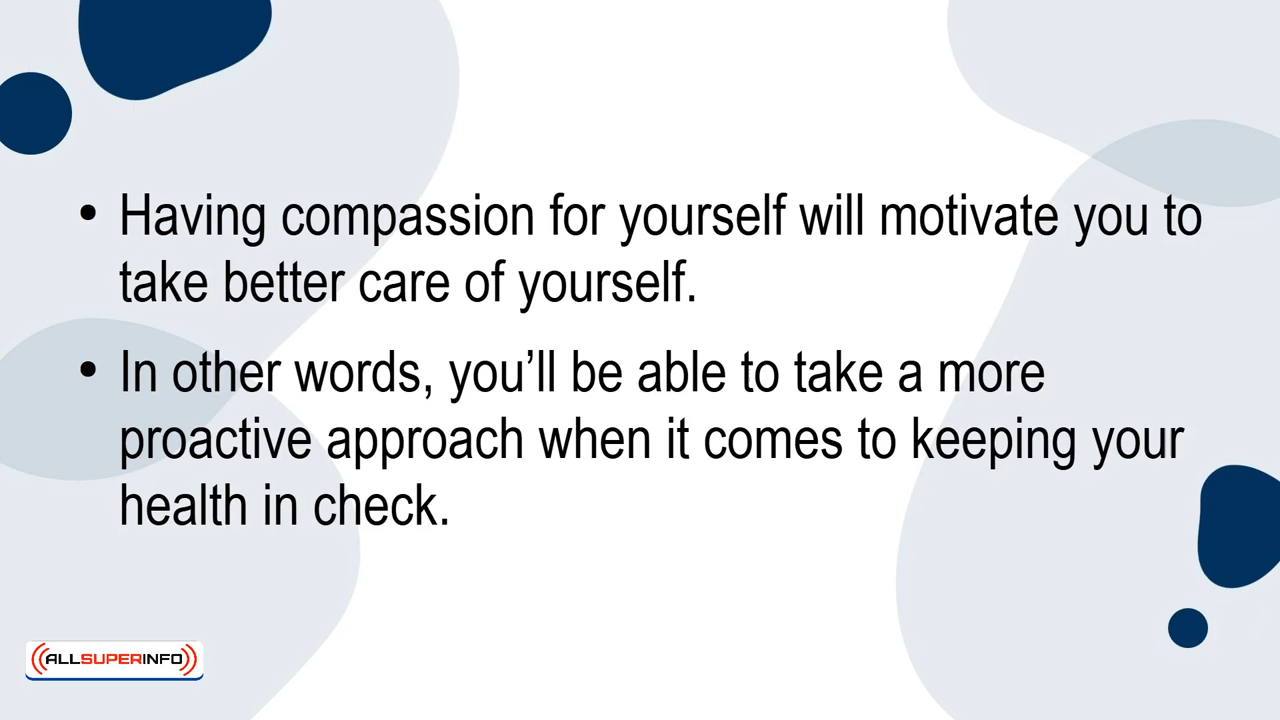 • Having compassion for yourself will motivate you to
take better care of yourself.
• In other words, you’ll be able to take a more
proactive approach when it comes to keeping your
health in check.
ALLSUPERINFO